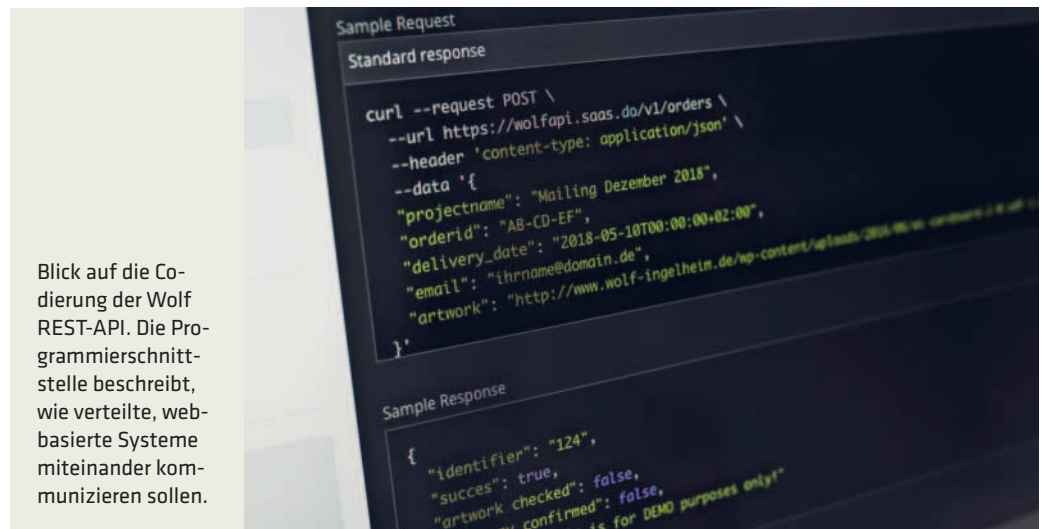 Blick auf die Co-
dierung der Wolf
REST-API. Die Pro-
grammierschnitt-
stelle beschreibt,
wie verteilte, web-
basierte Systeme
miteinander kom-
munizieren sollen.
Sample Request
Standard response
curl --request POST \
--url https://wolfapi.saas.do/v1/orders \
--header 'content-type: application/json' \
--data '{
"projectname": "Mailing Dezember 2018",
"orderid": "AB-CD-EF",
"delivery_date": "2018-05-10T00:00:00+02:00",
"email": "ihrname@domain.de",
"artwork": "http://www.wolf-ingelheim.de/wp-content/uploads/
}'
Sample Response
{
"identifier": "124",
"succes": true,
"artwork checked": false,
confirmed": false,
is for DEMO purposes only!"